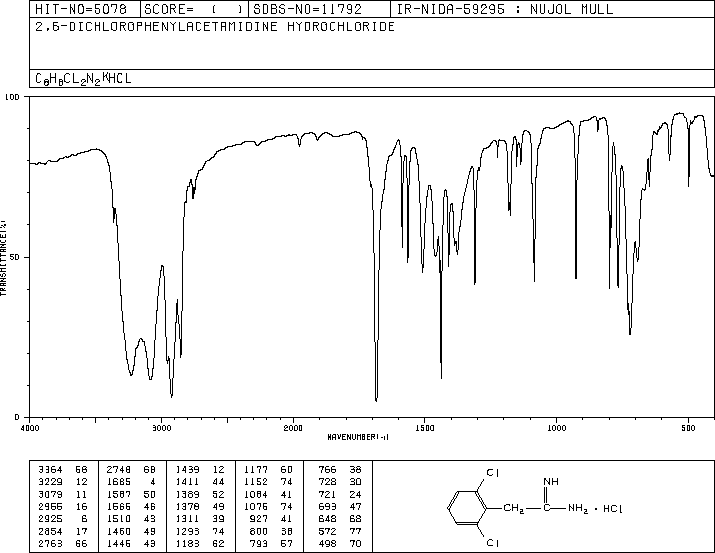 HIT-NO=5078 SCORE= ( ) SDBS-NO=11792 IR-NIDA-59295 : NUJOL MULL
2,6-DICHLOROPHENYLACETAMIDINE HYDROCHLORIDE
C8H8CL2N2*HCL
100
50
0
TRANSMITTANCE(%)
4000 3000 2000 1500 1000 500
WAVENUMBER(-1)
3364 68 2748 68 1439 12 1177 60 766 38
3229 12 1685 4 1411 44 1152 74 728 30
3079 11 1587 50 1389 52 1084 41 721 24
2955 16 1566 46 1378 49 1076 74 693 47
2925 6 1510 43 1311 39 927 41 648 68
2854 17 1460 49 1293 74 800 38 572 77
2763 66 1445 49 1183 62 793 57 498 70
Cl NH
CH2 C NH2 · HCl
Cl